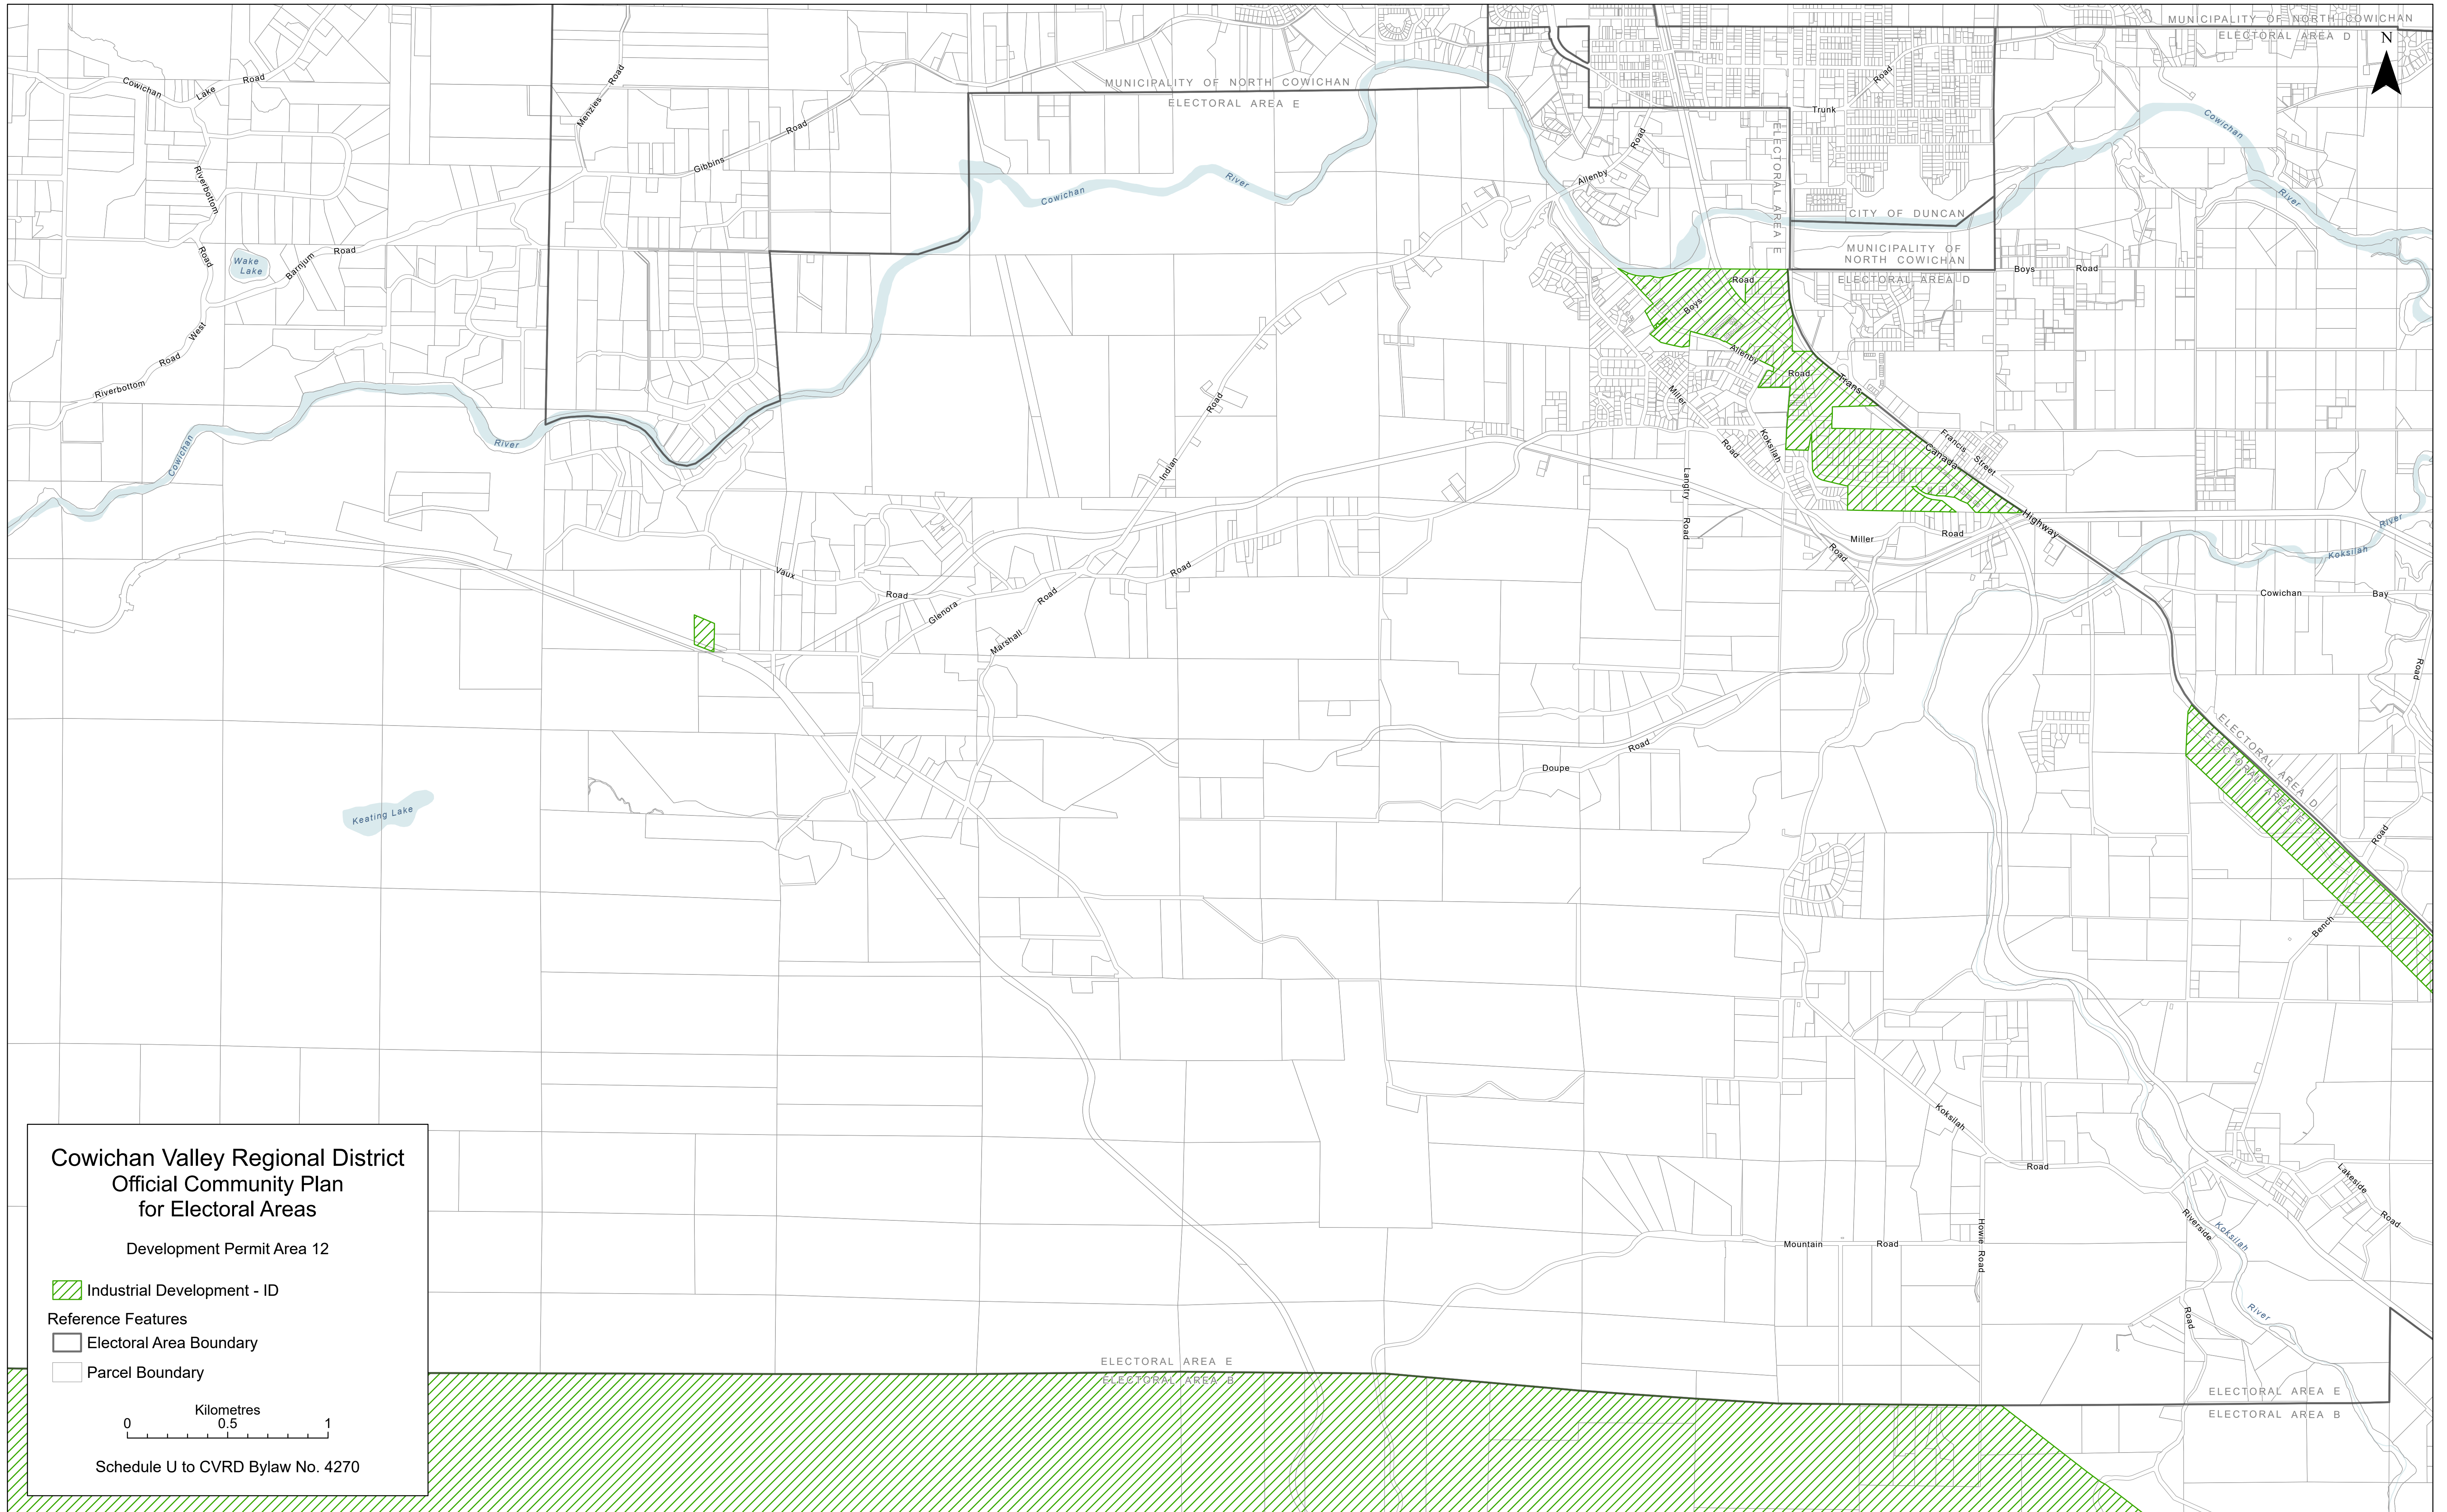 MUNICIPALITY OF NORTH COWICHAN
ELECTORAL AREA D
N
Cowichan
Lake
Road
Menzies
Road
MUNICIPALITY OF NORTH COWICHAN
ELECTORAL AREA E
Road
Trunk
Cowichan
River
Gibbins
Road
Riverbottom
Road
Allenby
Road
ELECTORAL AREA E
Cowichan
River
CITY OF DUNCAN
MUNICIPALITY OF
NORTH COWICHAN
ELECTORAL AREA D
Boys
Road
Wake
Lake
Barnjum
Road
Boys
Road
Riverbottom
Road
West
Allenby
Road
Trans
Canada
Highway
Miller
Road
Koksilah
Road
Francis
Street
Cowichan
River
Indian
Road
Langtry
Road
Miller
Road
Koksilah
River
Vaux
Road
Glenora
Road
Marshall
Road
Cowichan
Bay
Road
ELECTORAL AREA D
ELECTORAL AREA E
Doupe
Road
Keating Lake
Road
Bench
Koksilah
Road
Lakeside
Road
Riverside
Road
Koksilah
River
Mountain
Road
Howie Road
ELECTORAL AREA E
ELECTORAL AREA B
ELECTORAL AREA E
ELECTORAL AREA B
Cowichan Valley Regional District
Official Community Plan
for Electoral Areas
Development Permit Area 12
Industrial Development - ID
Reference Features
Electoral Area Boundary
Parcel Boundary
Kilometres
0 0.5 1
Schedule U to CVRD Bylaw No. 4270